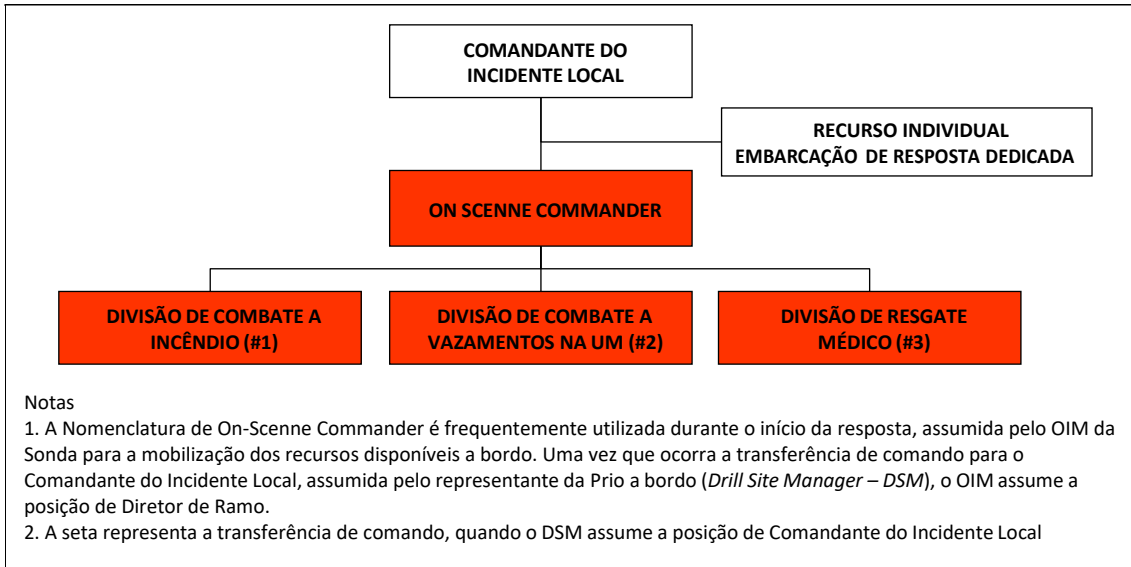 COMANDANTE DO
INCIDENTE LOCAL
RECURSO INDIVIDUAL
EMBARCAÇÃO DE RESPOSTA DEDICADA
ON SCENNE COMMANDER
DIVISÃO DE COMBATE A
INCÊNDIO (#1)
DIVISÃO DE COMBATE A
VAZAMENTOS NA UM (#2)
DIVISÃO DE RESGATE
MÉDICO (#3)
Notas
1. A Nomenclatura de On-Scenne Commander é frequentemente utilizada durante o início da resposta, assumida pelo OIM da
Sonda para a mobilização dos recursos disponíveis a bordo. Uma vez que ocorra a transferência de comando para o
Comandante do Incidente Local, assumida pelo representante da Prio a bordo (Drill Site Manager – DSM), o OIM assume a
posição de Diretor de Ramo.
2. A seta representa a transferência de comando, quando o DSM assume a posição de Comandante do Incidente Local